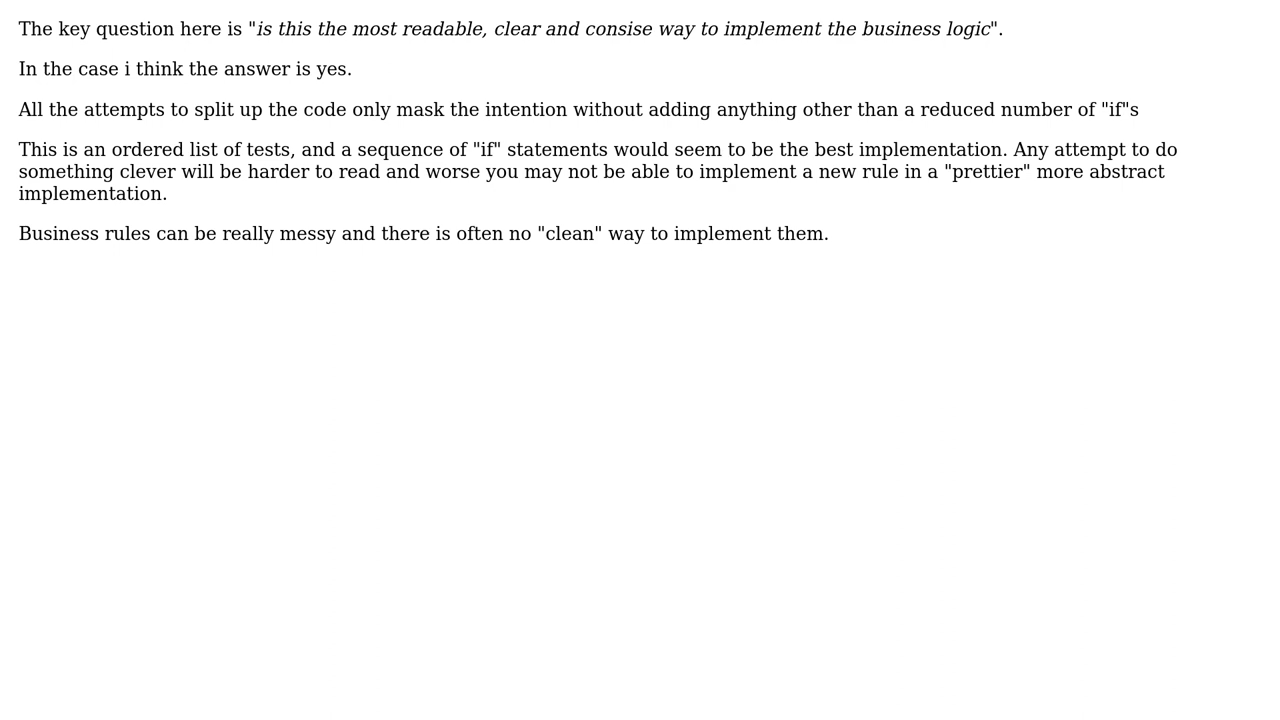 The key question here is "is this the most readable, clear and consise way to implement the business logic".
In the case i think the answer is yes.
All the attempts to split up the code only mask the intention without adding anything other than a reduced number of "if"s
This is an ordered list of tests, and a sequence of "if" statements would seem to be the best implementation. Any attempt to do
something clever will be harder to read and worse you may not be able to implement a new rule in a "prettier" more abstract
implementation.
Business rules can be really messy and there is often no "clean" way to implement them.